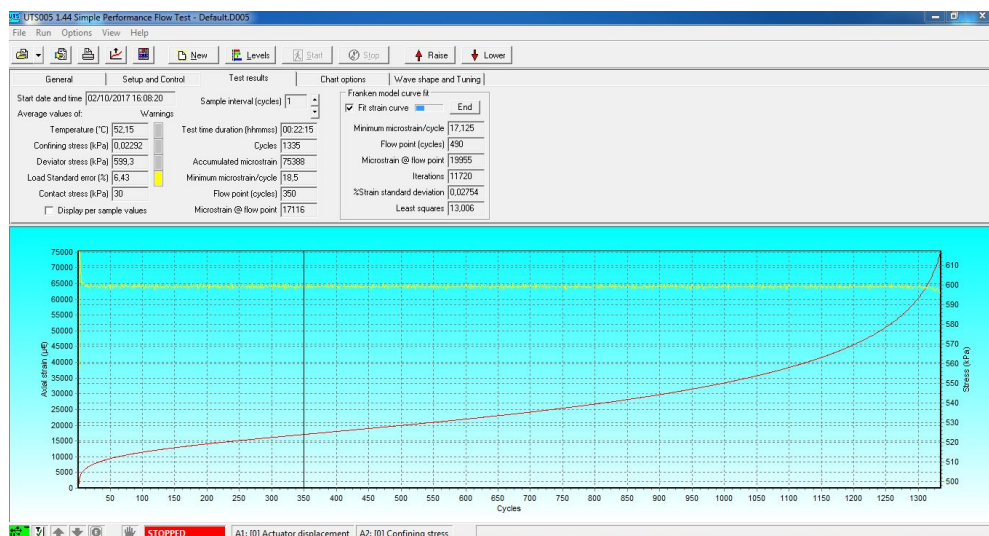 UTS005 1.44 Simple Performance Flow Test - Default.D005
File Run Options View Help
New Levels Start Stop Raise Lower
General Setup and Control Test results Chart options Wave shape and Tuning
Start date and time 02/10/2017 16:08:20 Sample interval (cycles) 1
Average values of: Warnings
Temperature (°C) 52,15 Test time duration (hhmmss) 00:22:15
Confining stress (kPa) 0,02292 Cycles 1335
Deviator stress (kPa) 599,3 Accumulated microstrain 75388
Load Standard error (%) 6,43 Minimum microstrain/cycle 18,5
Contact stress (kPa) 30 Flow point (cycles) 350
Display per sample values Microstrain @ flow point 17116
Franken model curve fit
Fit strain curve End
Minimum microstrain/cycle 17,125
Flow point (cycles) 490
Microstrain @ flow point 19955
Iterations 11720
%Strain standard deviation 0,02754
Least squares 13,006
75000
70000
65000
60000
55000
50000
45000
40000
35000
30000
25000
20000
15000
10000
5000
0
Axial strain (µε)
50 100 150 200 250 300 350 400 450 500 550 600 650 700 750 800 850 900 950 1000 1050 1100 1150 1200 1250 1300
Cycles
610
600
590
580
570
560
550
540
530
520
510
500
Stress (kPa)
STOPPED A1: [0] Actuator displacement A2: [0] Confining stress